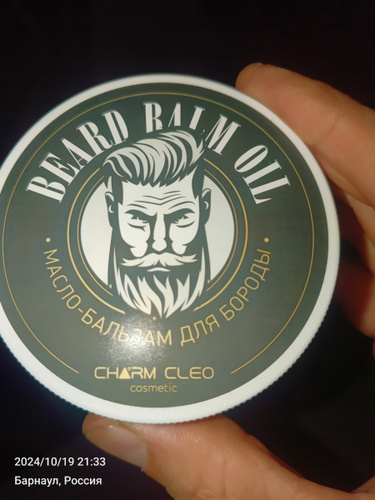 BEARD BALM OIL
• МАСЛО-БАЛЬЗАМ ДЛЯ БОРОДЫ •
CHARM CLEO
cosmetic
2024/10/19 21:33
Барнаул, Россия